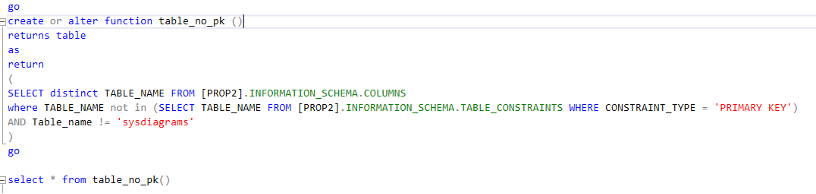 go
create or alter function table_no_pk ()
returns table
as
return
(
SELECT distinct TABLE_NAME FROM [PROP2].INFORMATION_SCHEMA.COLUMNS
where TABLE_NAME not in (SELECT TABLE_NAME FROM [PROP2].INFORMATION_SCHEMA.TABLE_CONSTRAINTS WHERE CONSTRAINT_TYPE = 'PRIMARY KEY')
AND Table_name != 'sysdiagrams'
)
go
select * from table_no_pk()